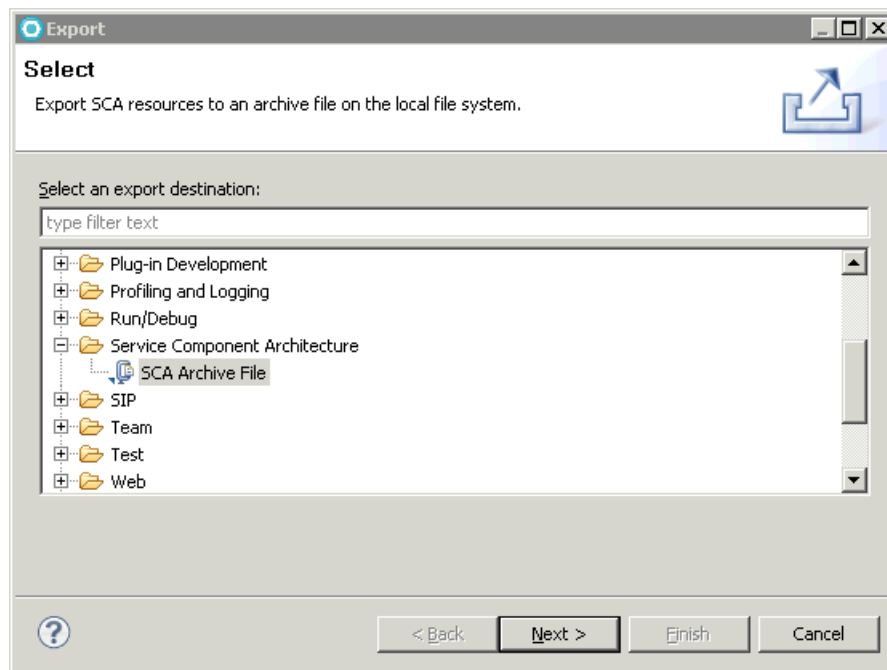 Export
Select
Export SCA resources to an archive file on the local file system.
Select an export destination:
type filter text
Plug-in Development
Profiling and Logging
Run/Debug
Service Component Architecture
SCA Archive File
SIP
Team
Test
Web
? < Back Next > Finish Cancel